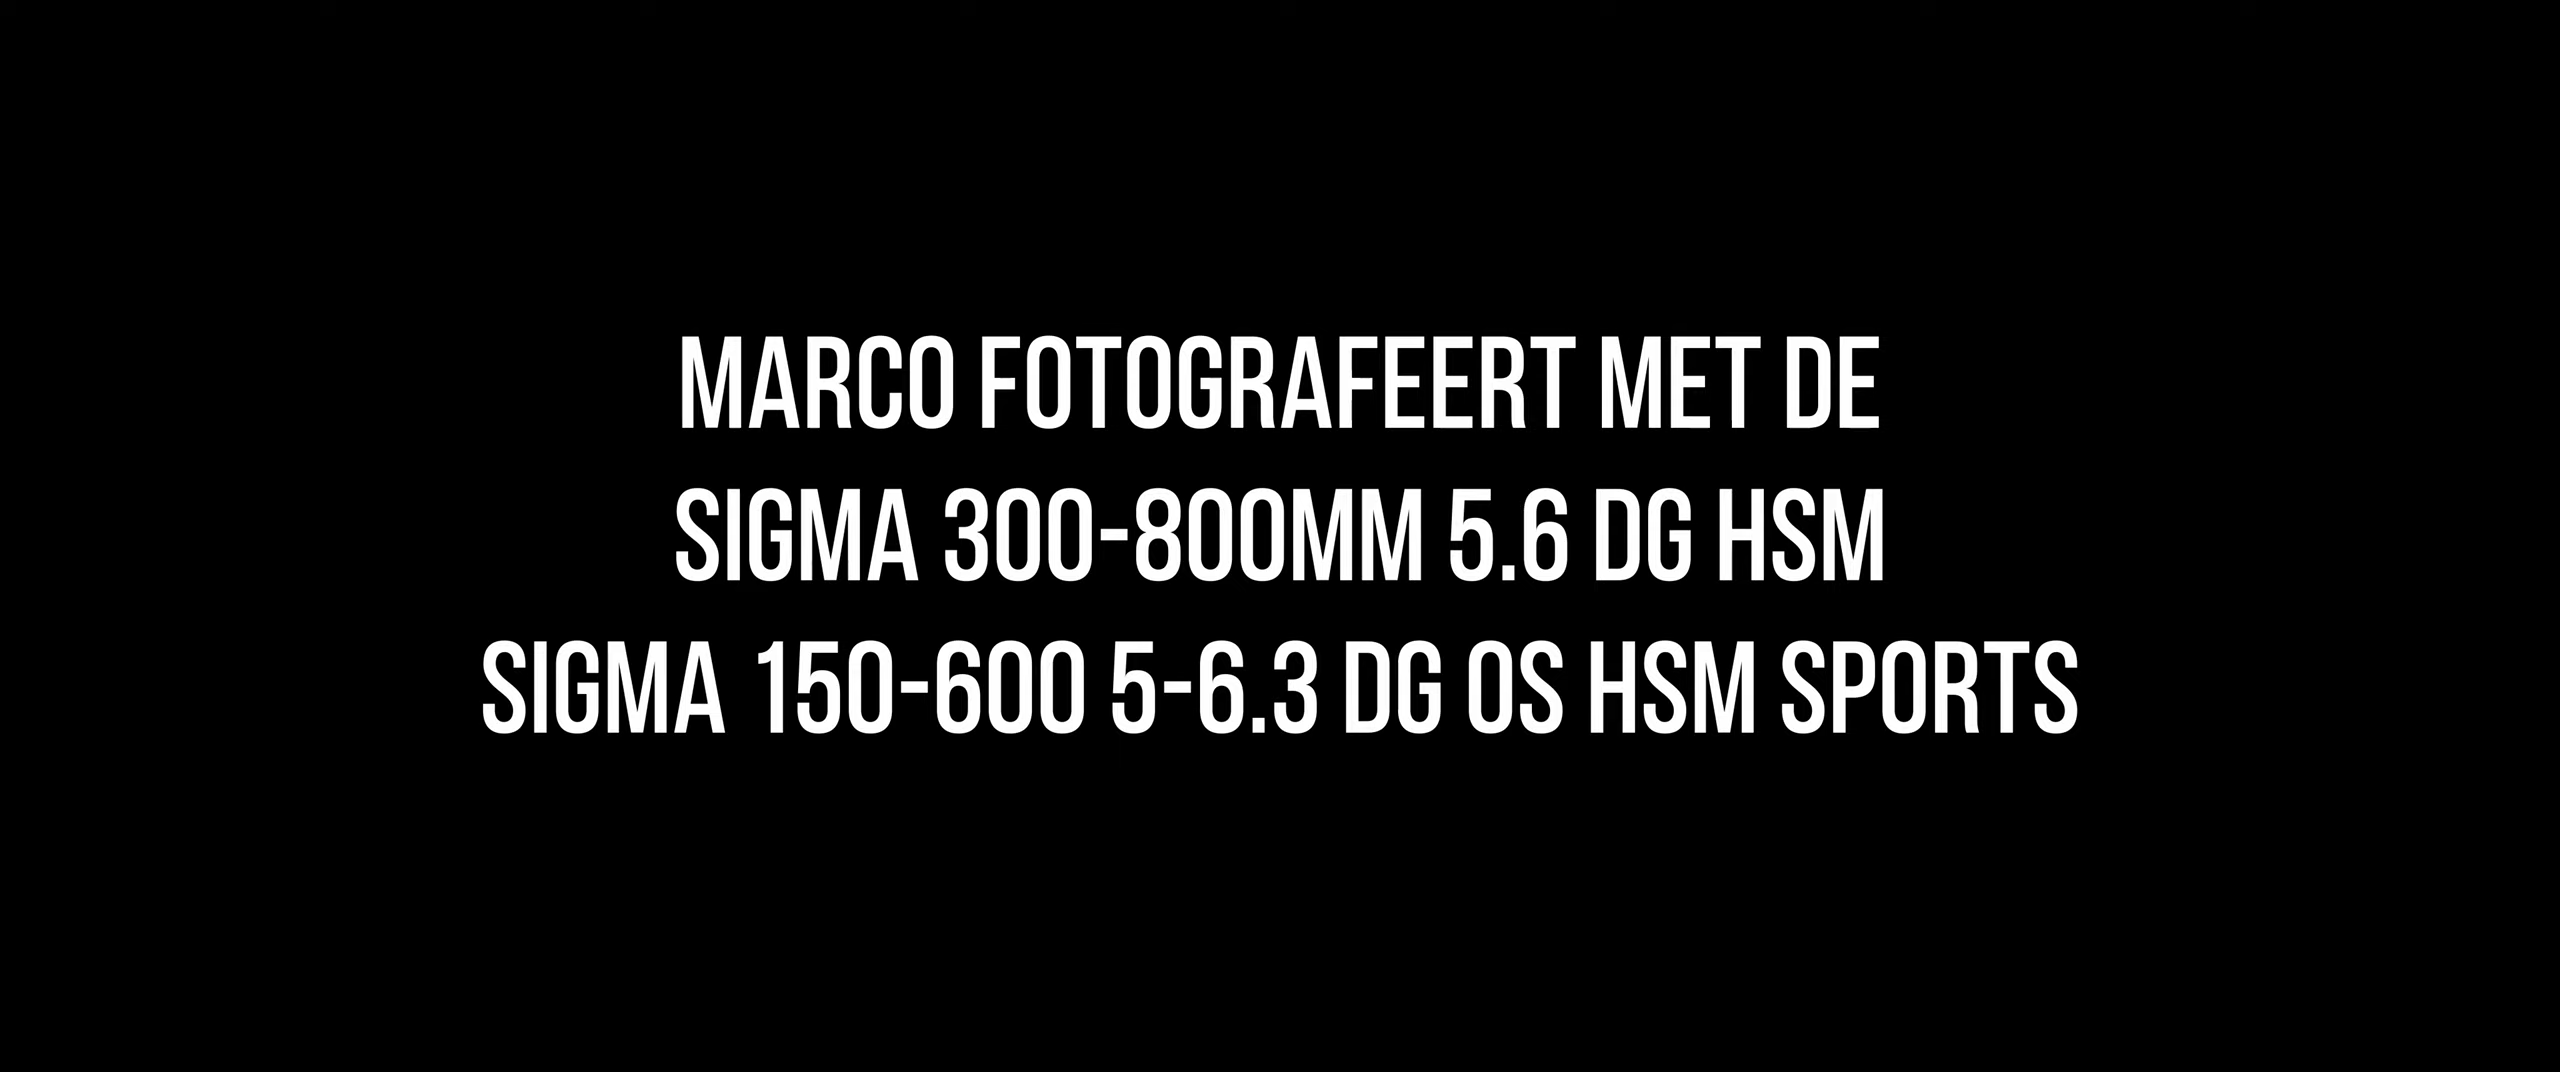 MARCO FOTOGRAFEERT MET DE
SIGMA 300-800MM 5.6 DG HSM
SIGMA 150-600 5-6.3 DG OS HSM SPORTS